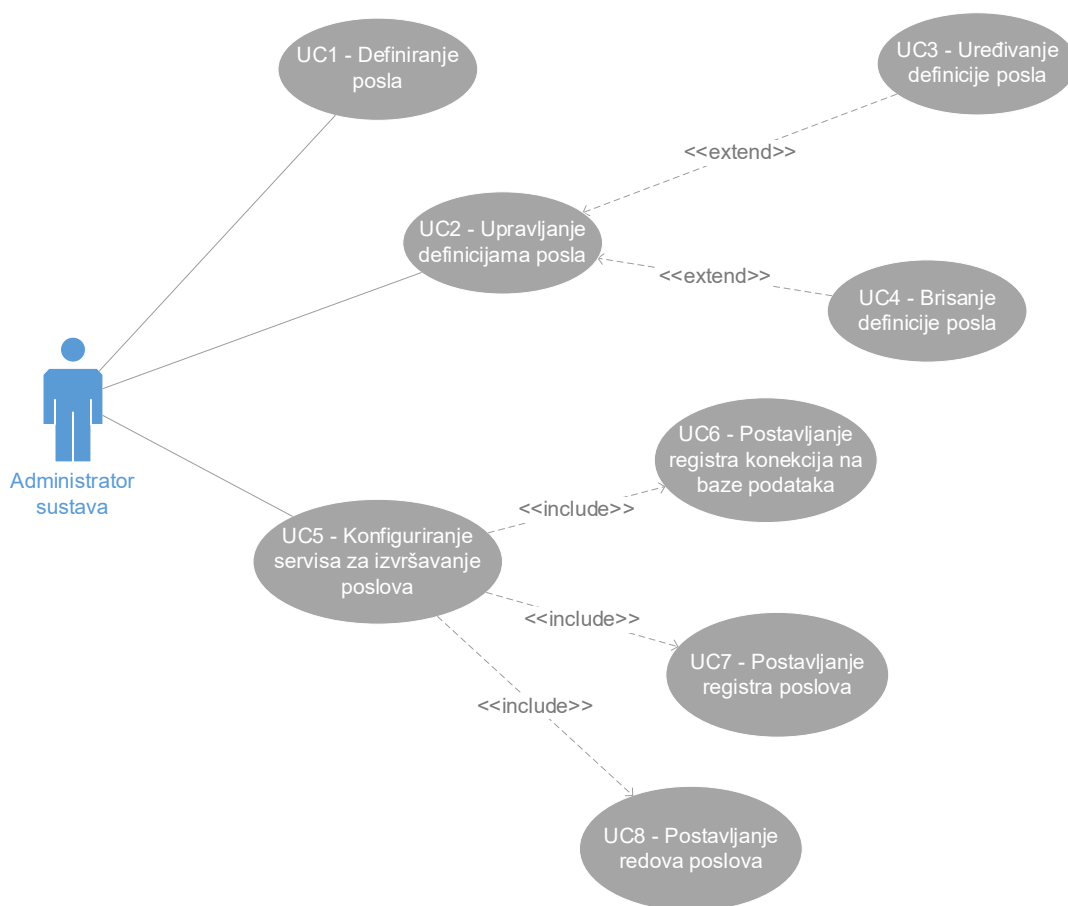 UC1 - Definiranje
posla
UC3 - Uređivanje
definicije posla
<<extend>>
UC2 - Upravljanje
definicijama posla
<<extend>>
UC4 - Brisanje
definicije posla
Administrator
sustava
UC6 - Postavljanje
registra konekcija na
baze podataka
<<include>>
UC5 - Konfiguriranje
servisa za izvršavanje
poslova
<<include>>
UC7 - Postavljanje
registra poslova
<<include>>
UC8 - Postavljanje
redova poslova